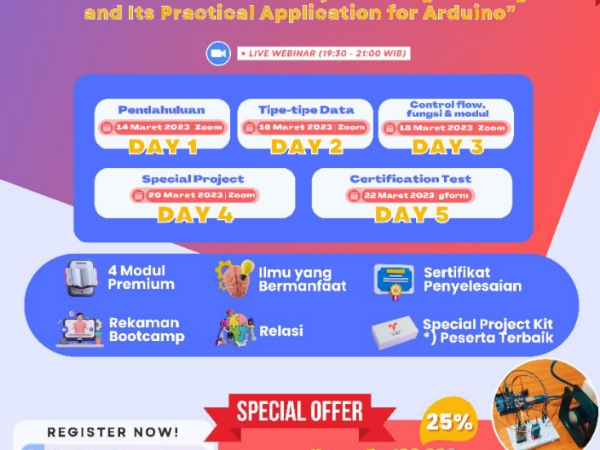 and Its Practical Application for Arduino"
• LIVE WEBINAR (19:30 - 21:00 WIB)
Pendahuluan
14 Maret 2023 | Zoom
DAY 1
Tipe-tipe Data
16 Maret 2023 | Zoom
DAY 2
Control flow,
fungsi & modul
18 Maret 2023 Zoom
DAY 3
Special Project
20 Maret 2023 | Zoom
DAY 4
Certification Test
22 Maret 2023 | gform
DAY 5
4 Modul
Premium
Ilmu yang
Bermanfaat
Sertifikat
Penyelesaian
Rekaman
Bootcamp
Relasi
Special Project Kit
*) Peserta Terbaik
SPECIAL OFFER
25%
REGISTER NOW!